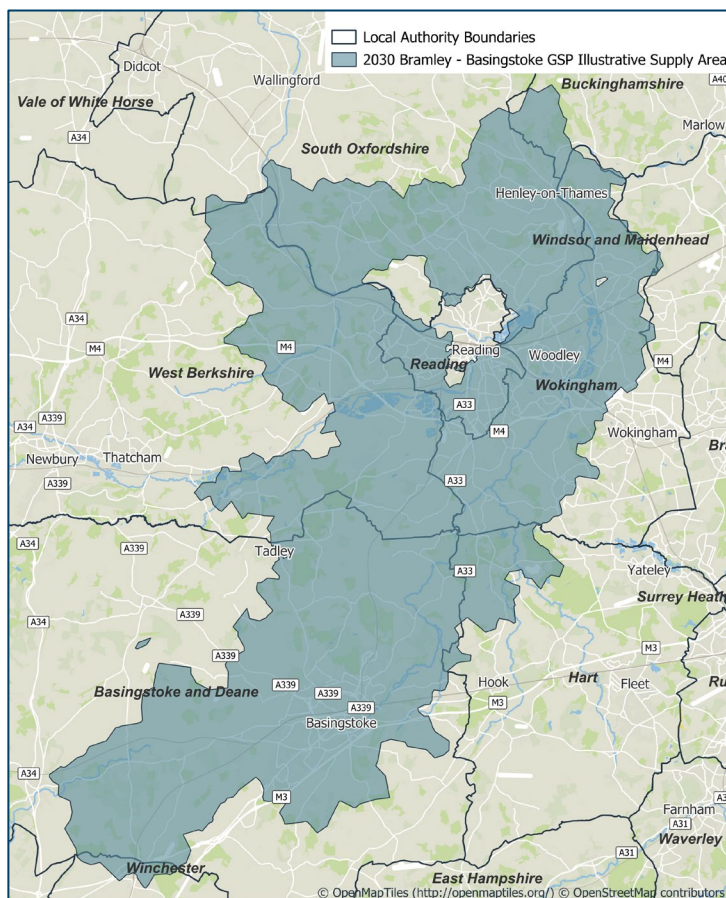 Local Authority Boundaries
2030 Bramley - Basingstoke GSP Illustrative Supply Area
Didcot
Wallingford
Buckinghamshire
A40
Vale of White Horse
A34
Marlow
South Oxfordshire
Henley-on-Thames
Windsor and Maidenhead
A34
M4
M4
M4
Reading
Woodley
West Berkshire
Reading
Wokingham
A339
A33
A34
M4
Wokingham
Newbury
Thatcham
A339
A33
Bra
A34
A339
Tadley
A33
Yateley
Surrey Heath
A34
A339
M3
A339
A339
Hook
Hart
Fleet
Ru
Basingstoke and Deane
A339
A339
M3
Basingstoke
A34
M3
Farnham
A31
Waverley
Winchester
A31
East Hampshire
© OpenMapTiles (http://openmaptiles.org/) © OpenStreetMap contributors